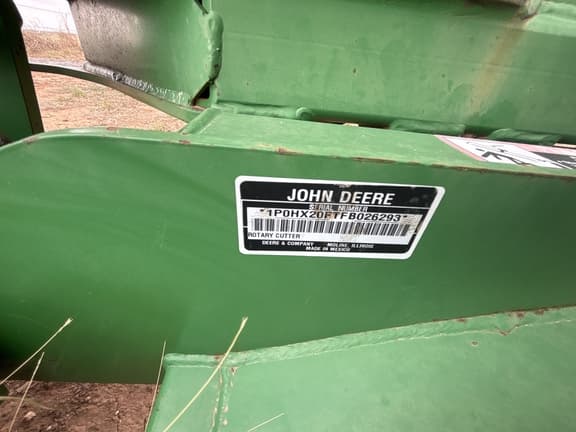 JOHN DEERE
SERIAL NUMBER
*1P0HX20FTFB026293*
ROTARY CUTTER
DEERE & COMPANY MOLINE, ILLINOIS
MADE IN MEXICO